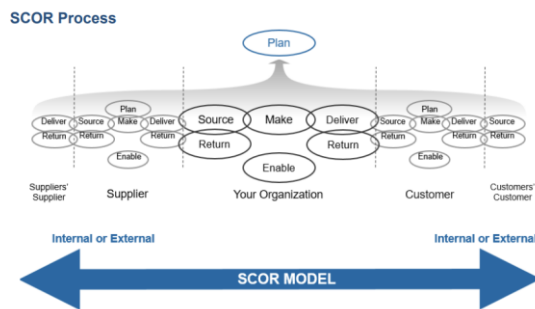 SCOR Process
Plan
Plan
Plan
Deliver Source Make Deliver Source Make Deliver Source Make Deliver Source
Return Return Return Return Return Return Return Return
Enable Enable Enable
Suppliers' Supplier
Supplier
Your Organization
Customer
Customers' Customer
Internal or External Internal or External
SCOR MODEL